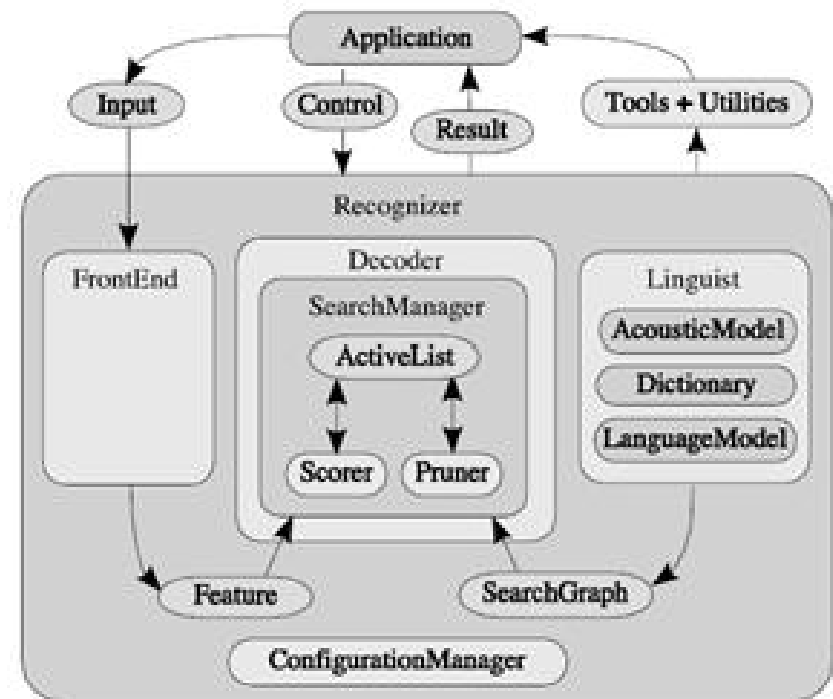 Application
Input
Control
Result
Tools + Utilities
Recognizer
FrontEnd
Decoder
SearchManager
ActiveList
Scorer
Pruner
Linguist
AcousticModel
Dictionary
LanguageModel
Feature
SearchGraph
ConfigurationManager